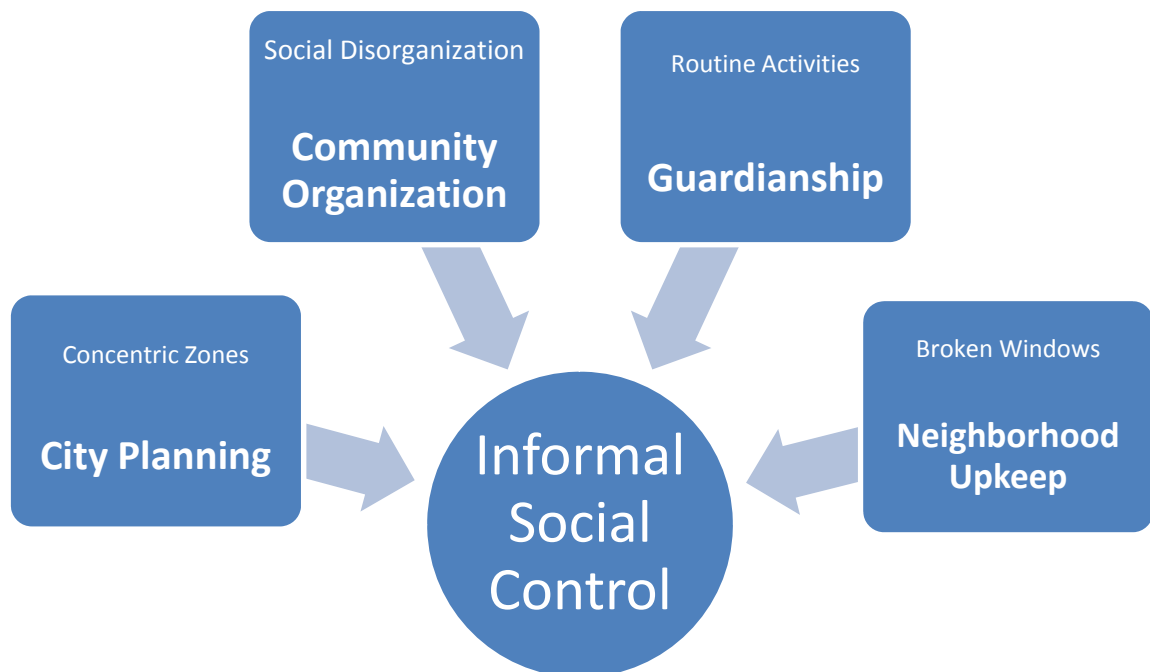 Social Disorganization
Community
Organization
Routine Activities
Guardianship
Concentric Zones
City Planning
Broken Windows
Neighborhood
Upkeep
Informal
Social
Control